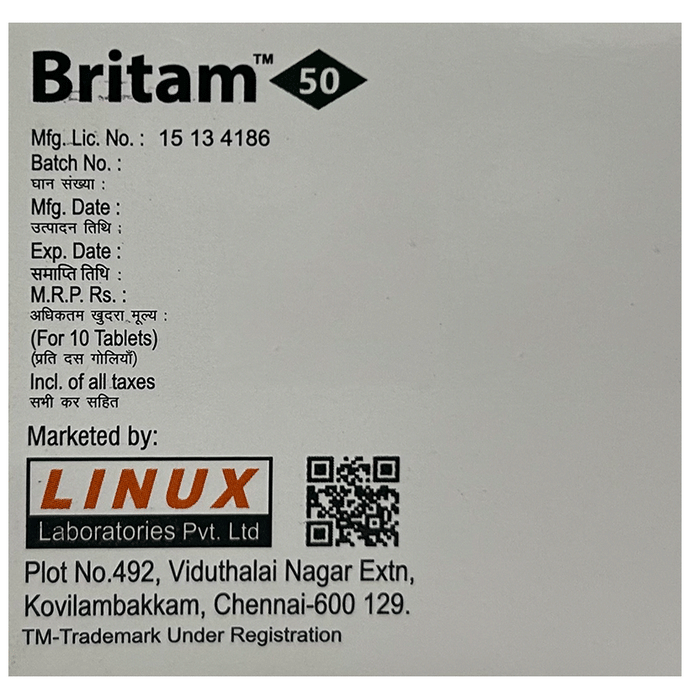 Britam™ 50
Mfg. Lic. No. : 15 13 4186
Batch No. :
घान संख्या :
Mfg. Date :
उत्पादन तिथि :
Exp. Date :
समाप्ति तिथि :
M.R.P. Rs. :
अधिकतम खुदरा मूल्य :
(For 10 Tablets)
(प्रति दस गोलियाँ)
Incl. of all taxes
सभी कर सहित
Marketed by:
LINUX
Laboratories Pvt. Ltd
Plot No.492, Viduthalai Nagar Extn,
Kovilambakkam, Chennai-600 129.
TM-Trademark Under Registration